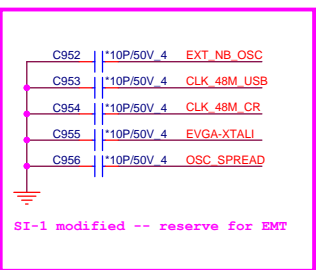 C952 *10P/50V_4 EXT_NB_OSC
C953 *10P/50V_4 CLK_48M_USB
C954 *10P/50V_4 CLK_48M_CR
C955 *10P/50V_4 EVGA-XTALI
C956 *10P/50V_4 OSC_SPREAD
SI-1 modified -- reserve for EMT